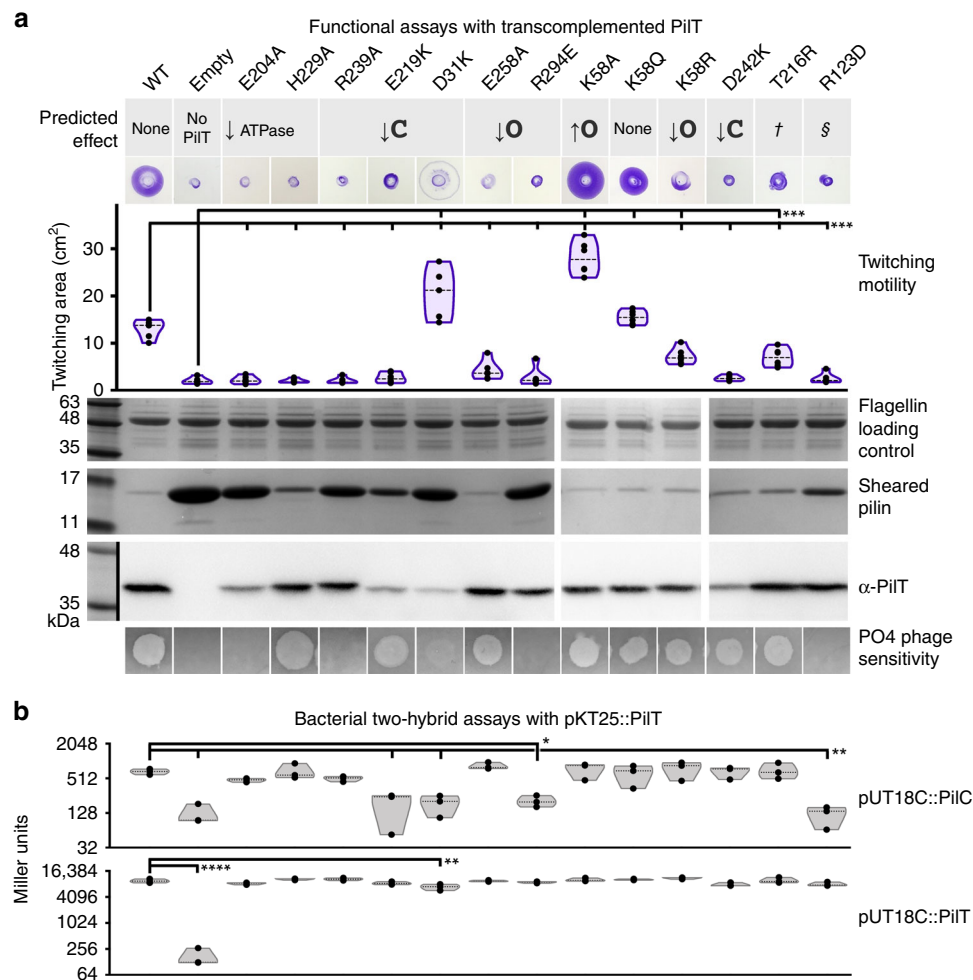 a
Functional assays with transcomplemented PilT
WT Empty E204A H229A R239A E219K D31K E258A R294E K58A K58Q K58R D242K T216R R123D
Predicted effect
None No PilT ↓ ATPase ↓C ↓O ↑O None ↓O ↓C † §
***
***
Twitching area (cm²)
30
20
10
0
Twitching motility
63
48
35
Flagellin loading control
17
11
Sheared pilin
48
35
kDa
α-PilT
PO4 phage sensitivity
b
Bacterial two-hybrid assays with pKT25::PilT
Miller units
2048
512
128
32
*
**
pUT18C::PilC
16,384
4096
1024
256
64
****
**
pUT18C::PilT